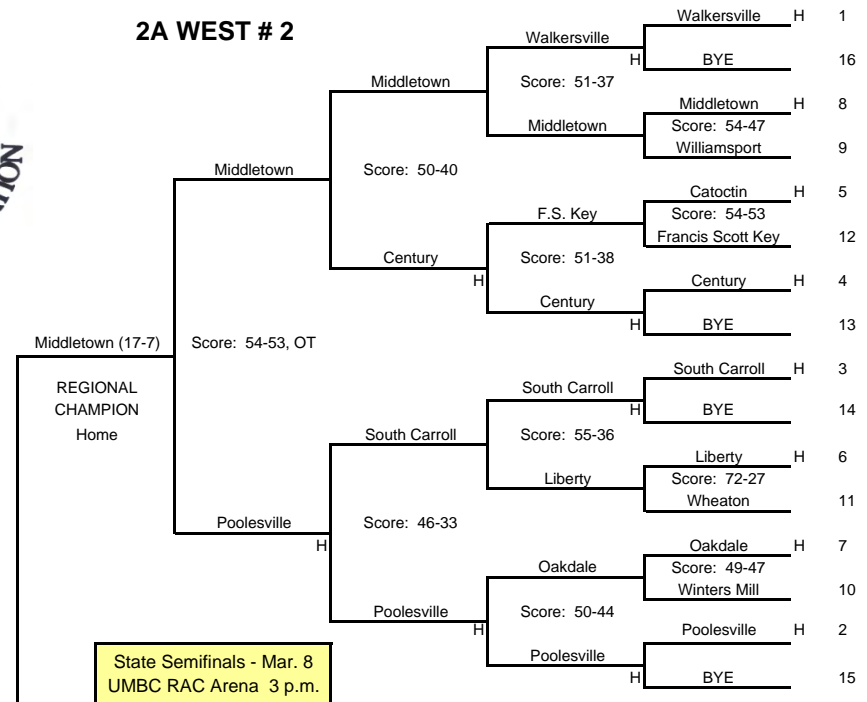 2A WEST # 2
Walkersville H 1
Walkersville
H BYE 16
Middletown Score: 51-37
Middletown H 8
Middletown Score: 54-47
Williamsport 9
Middletown Score: 50-40
Catoctin H 5
F.S. Key Score: 54-53
Francis Scott Key 12
Century Score: 51-38
H Century H 4
Century
H BYE 13
Middletown (17-7) Score: 54-53, OT
South Carroll H 3
REGIONAL
CHAMPION
Home
South Carroll
H BYE 14
South Carroll Score: 55-36
Liberty H 6
Liberty Score: 72-27
Wheaton 11
Poolesville Score: 46-33
H
Oakdale H 7
Oakdale Score: 49-47
Winters Mill 10
Poolesville Score: 50-44
H Poolesville H 2
Poolesville
H BYE 15
State Semifinals - Mar. 8
UMBC RAC Arena 3 p.m.